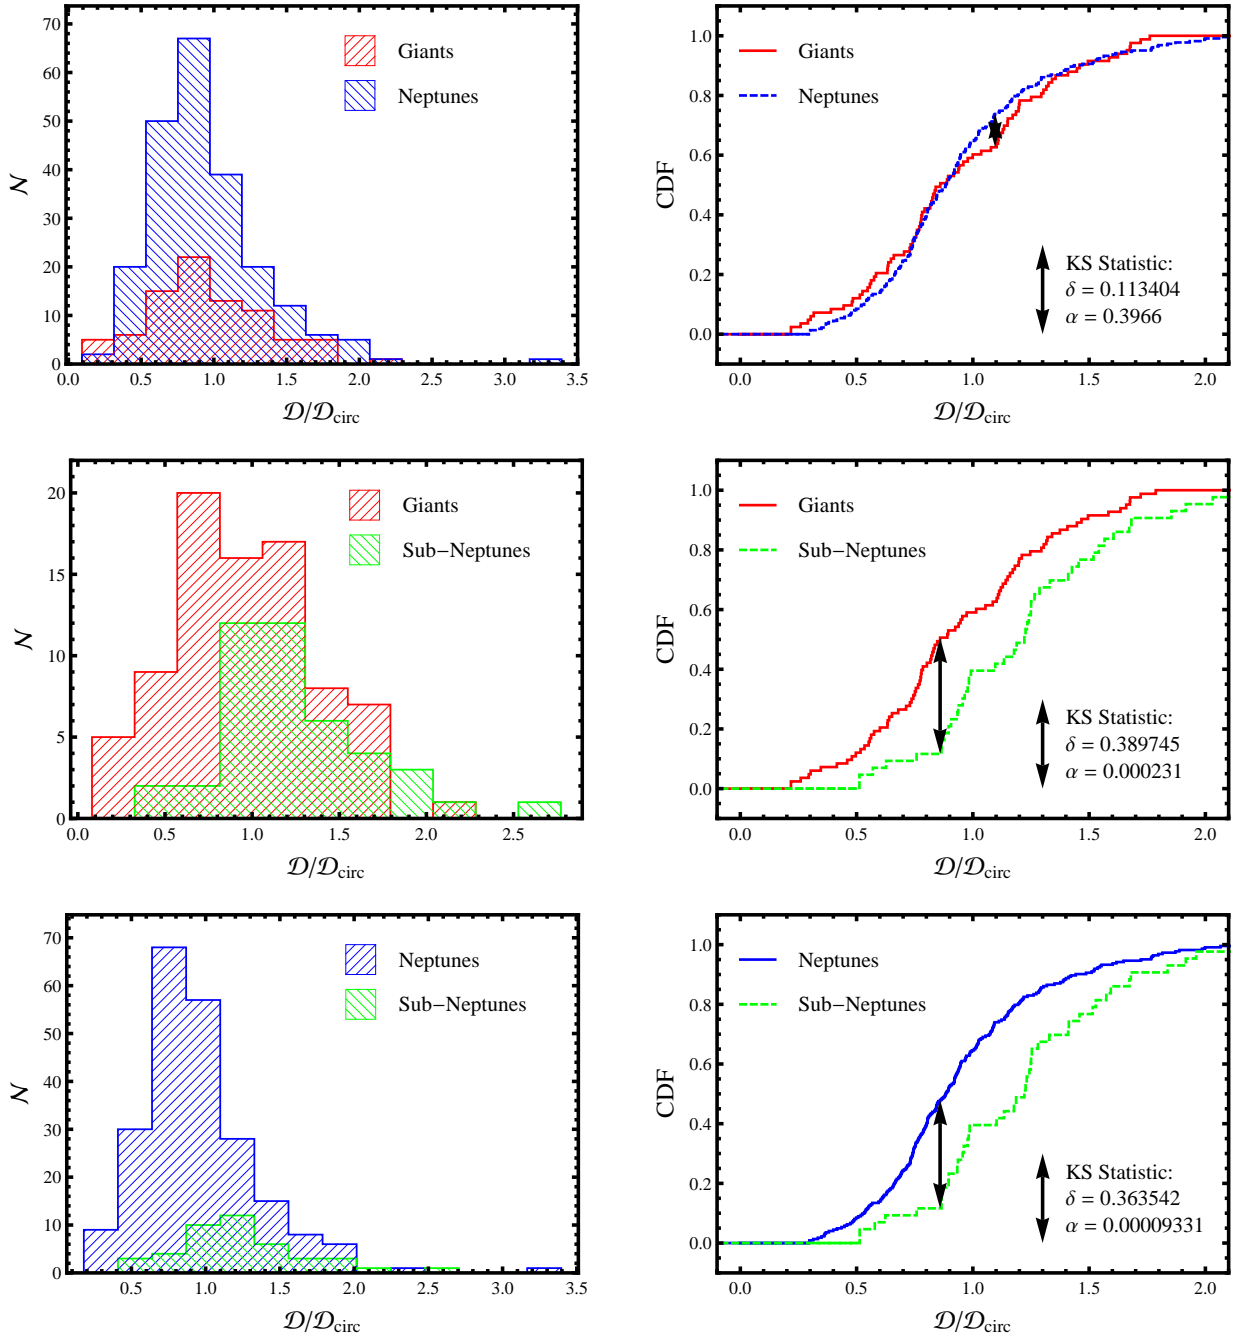 70
60
50
40
30
20
10
0
𝒩
Giants
Neptunes
0.0 0.5 1.0 1.5 2.0 2.5 3.0 3.5
𝒟/𝒟circ
1.0
0.8
0.6
0.4
0.2
0.0
CDF
Giants
Neptunes
KS Statistic:
δ = 0.113404
α = 0.3966
0.0 0.5 1.0 1.5 2.0
𝒟/𝒟circ
20
15
10
5
0
𝒩
Giants
Sub−Neptunes
0.0 0.5 1.0 1.5 2.0 2.5
𝒟/𝒟circ
1.0
0.8
0.6
0.4
0.2
0.0
CDF
Giants
Sub−Neptunes
KS Statistic:
δ = 0.389745
α = 0.000231
0.0 0.5 1.0 1.5 2.0
𝒟/𝒟circ
70
60
50
40
30
20
10
0
𝒩
Neptunes
Sub−Neptunes
0.5 1.0 1.5 2.0 2.5 3.0 3.5
𝒟/𝒟circ
1.0
0.8
0.6
0.4
0.2
0.0
CDF
Neptunes
Sub−Neptunes
KS Statistic:
δ = 0.363542
α = 0.00009331
0.0 0.5 1.0 1.5 2.0
𝒟/𝒟circ